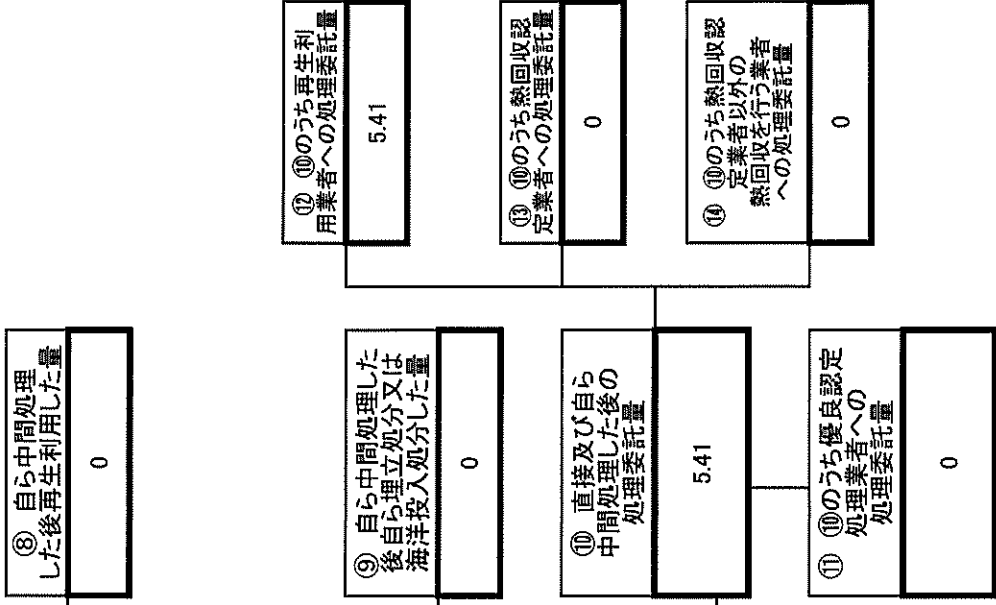 ⑧ 自ら中間処理
した後再生利用した量
0
⑨ 自ら中間処理した
後自ら埋立処分又は
海洋投入処分した量
0
⑩ 直接及び自ら
中間処理した後の
処理委託量
5.41
⑪ ⑩のうち優良認定
処理業者への
処理委託量
0
⑫ ⑩のうち再生利
用業者への処理委託量
5.41
⑬ ⑩のうち熱回収認
定業者への処理委託量
0
⑭ ⑩のうち熱回収認
定業者以外の
熱回収を行う業者
への処理委託量
0